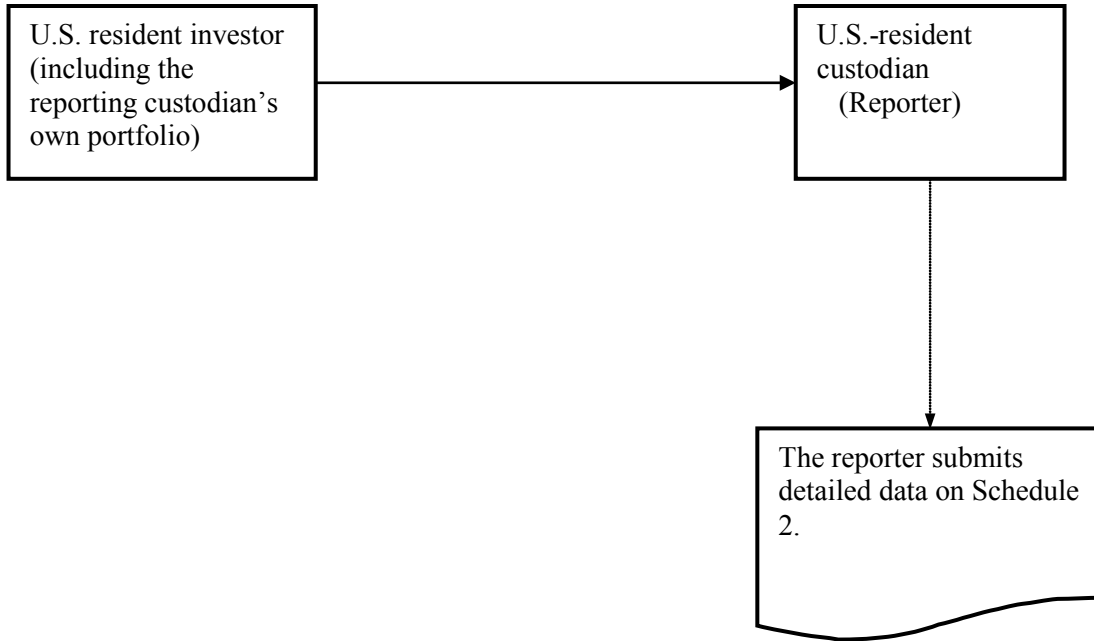 U.S. resident investor
(including the
reporting custodian’s
own portfolio)
U.S.-resident
custodian
(Reporter)
The reporter submits
detailed data on Schedule
2.